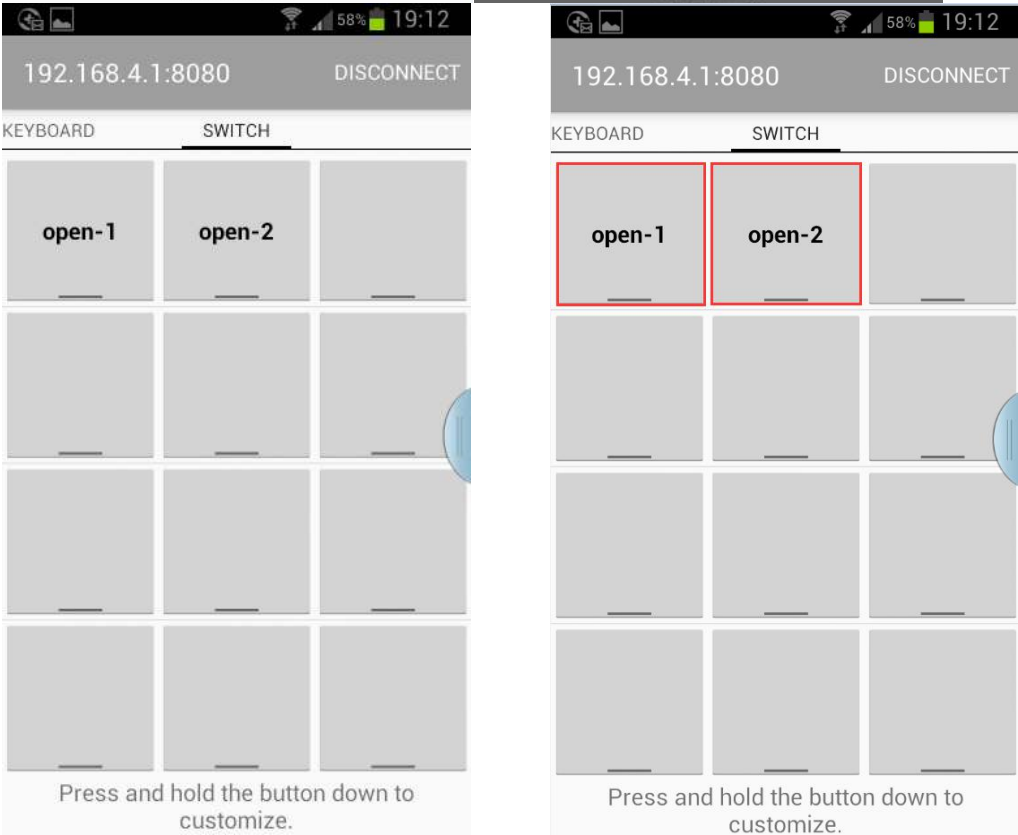 58% 19:12
192.168.4.1:8080 DISCONNECT
KEYBOARD SWITCH
open-1 open-2
Press and hold the button down to
customize.
58% 19:12
192.168.4.1:8080 DISCONNECT
KEYBOARD SWITCH
open-1 open-2
Press and hold the button down to
customize.